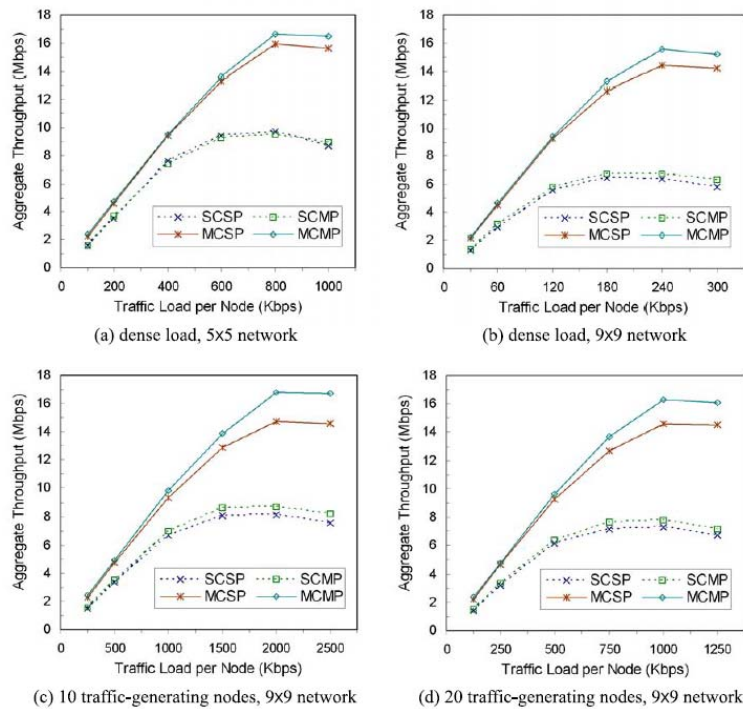 18
16
14
12
10
8
6
4
2
0
Aggregate Throughput (Mbps)
SCSP SCMP
MCSP MCMP
0 200 400 600 800 1000
Traffic Load per Node (Kbps)
(a) dense load, 5x5 network
18
16
14
12
10
8
6
4
2
0
Aggregate Throughput (Mbps)
SCSP SCMP
MCSP MCMP
0 60 120 180 240 300
Traffic Load per Node (Kbps)
(b) dense load, 9x9 network
18
16
14
12
10
8
6
4
2
0
Aggregate Throughput (Mbps)
SCSP SCMP
MCSP MCMP
0 500 1000 1500 2000 2500
Traffic Load per Node (Kbps)
(c) 10 traffic-generating nodes, 9x9 network
18
16
14
12
10
8
6
4
2
0
Aggregate Throughput (Mbps)
SCSP SCMP
MCSP MCMP
0 250 500 750 1000 1250
Traffic Load per Node (Kbps)
(d) 20 traffic-generating nodes, 9x9 network